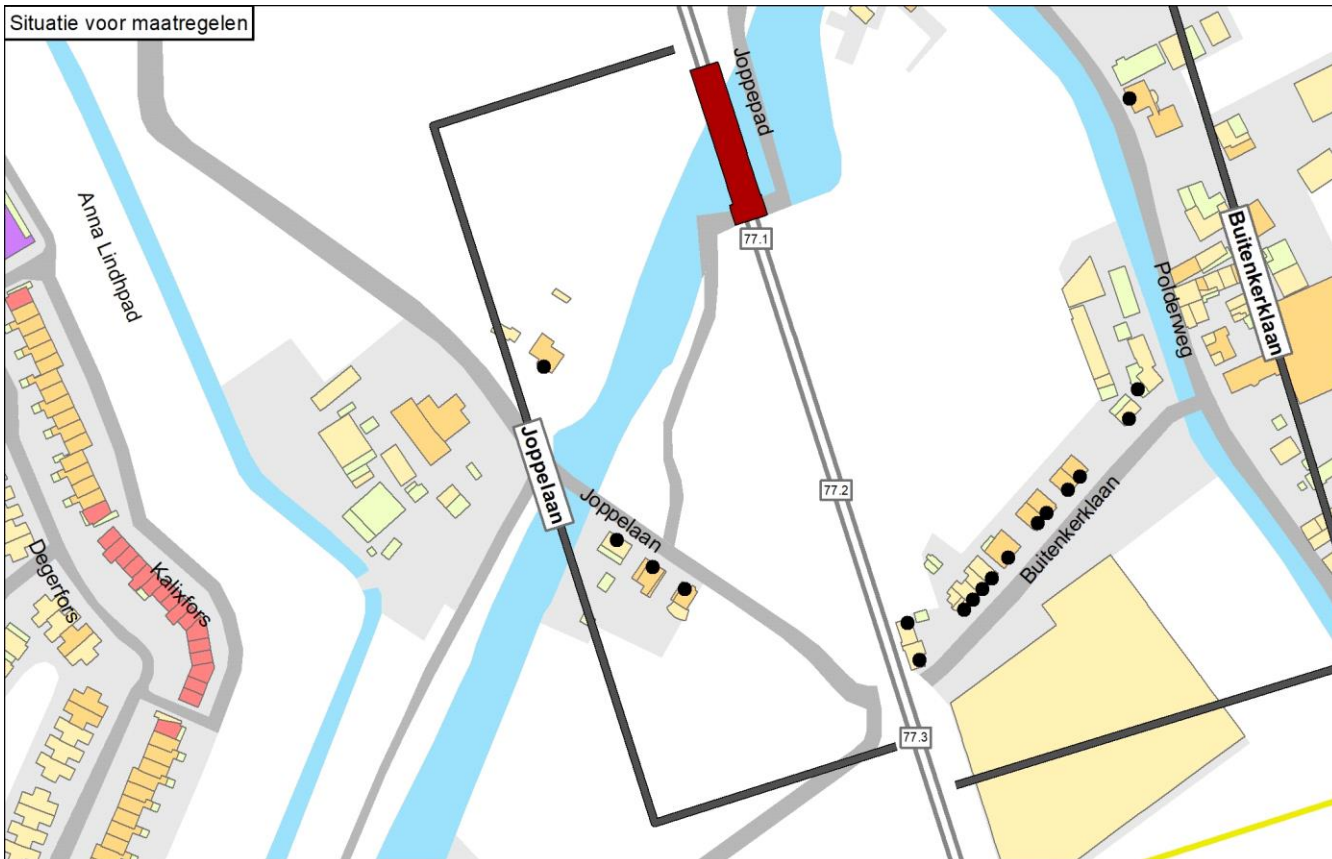 Situatie voor maatregelen
Joppepad
Anna Lindhpad
77.1
Buitenkerklaan
Polderweg
Joppelaan
Joppelaan
77.2
Buitenkerklaan
Degerfors
Kalixfors
77.3